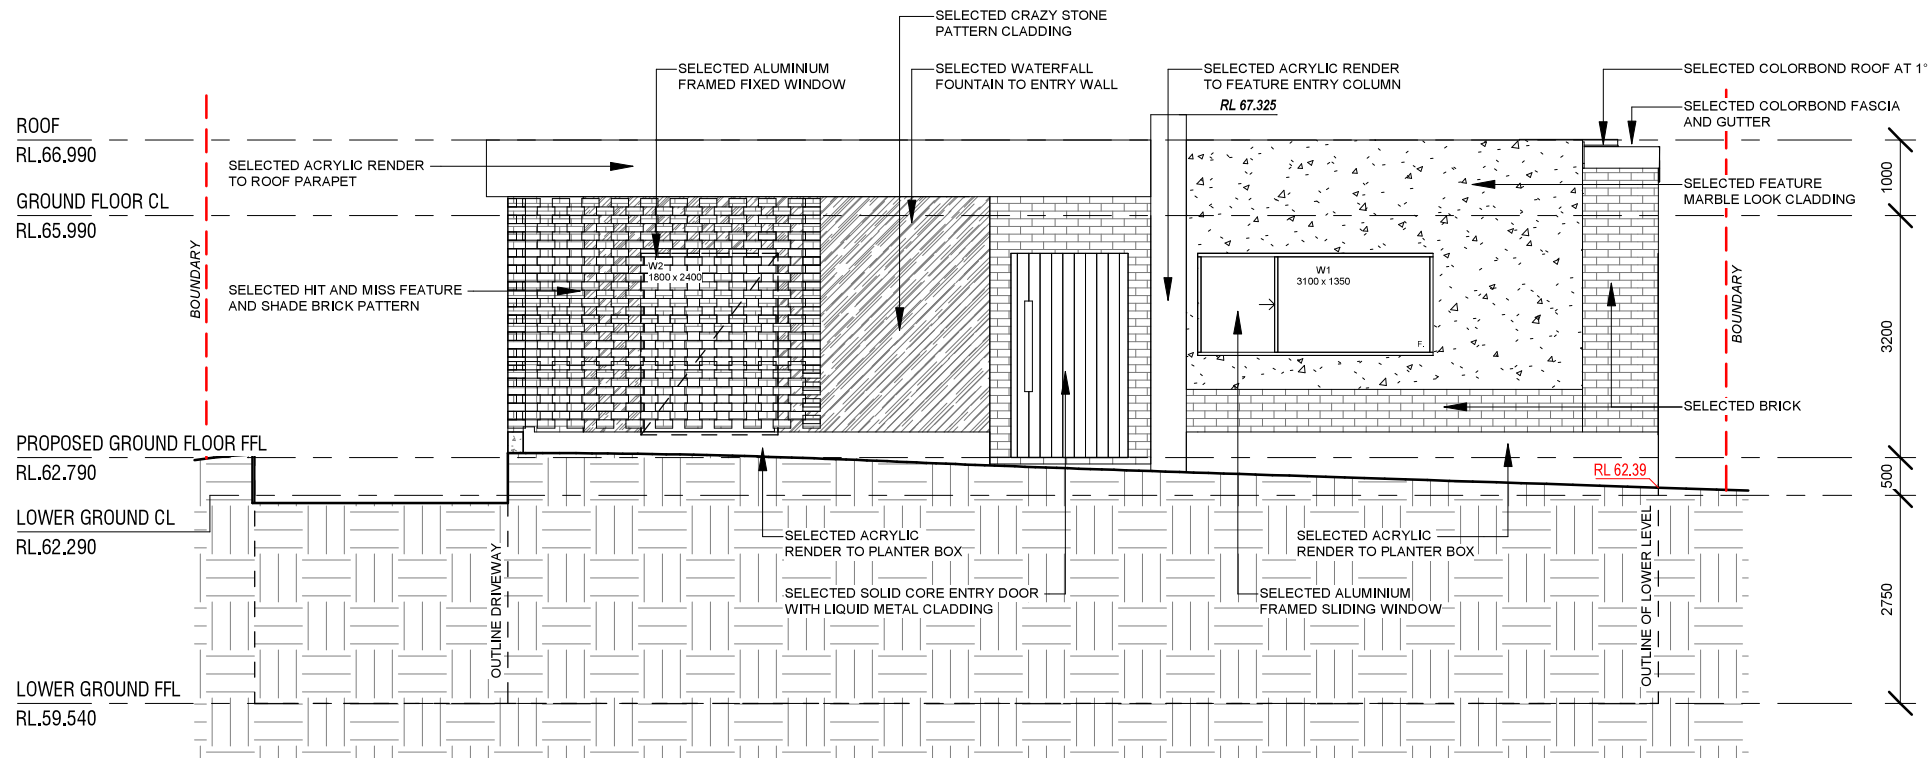 SELECTED CRAZY STONE
PATTERN CLADDING
SELECTED ALUMINIUM
FRAMED FIXED WINDOW
SELECTED WATERFALL
FOUNTAIN TO ENTRY WALL
SELECTED ACRYLIC RENDER
TO FEATURE ENTRY COLUMN
RL 67.325
SELECTED COLORBOND ROOF AT 1°
SELECTED COLORBOND FASCIA
AND GUTTER
ROOF
RL.66.990
SELECTED ACRYLIC RENDER
TO ROOF PARAPET
1000
SELECTED FEATURE
MARBLE LOOK CLADDING
GROUND FLOOR CL
RL.65.990
BOUNDARY
W2
1800 x 2400
W1
3100 x 1350
F.
BOUNDARY
SELECTED HIT AND MISS FEATURE
AND SHADE BRICK PATTERN
3200
SELECTED BRICK
PROPOSED GROUND FLOOR FFL
RL.62.790
RL 62.39
500
LOWER GROUND CL
RL.62.290
SELECTED ACRYLIC
RENDER TO PLANTER BOX
SELECTED ACRYLIC
RENDER TO PLANTER BOX
OUTLINE DRIVEWAY
SELECTED SOLID CORE ENTRY DOOR
WITH LIQUID METAL CLADDING
SELECTED ALUMINIUM
FRAMED SLIDING WINDOW
OUTLINE OF LOWER LEVEL
2750
LOWER GROUND FFL
RL.59.540